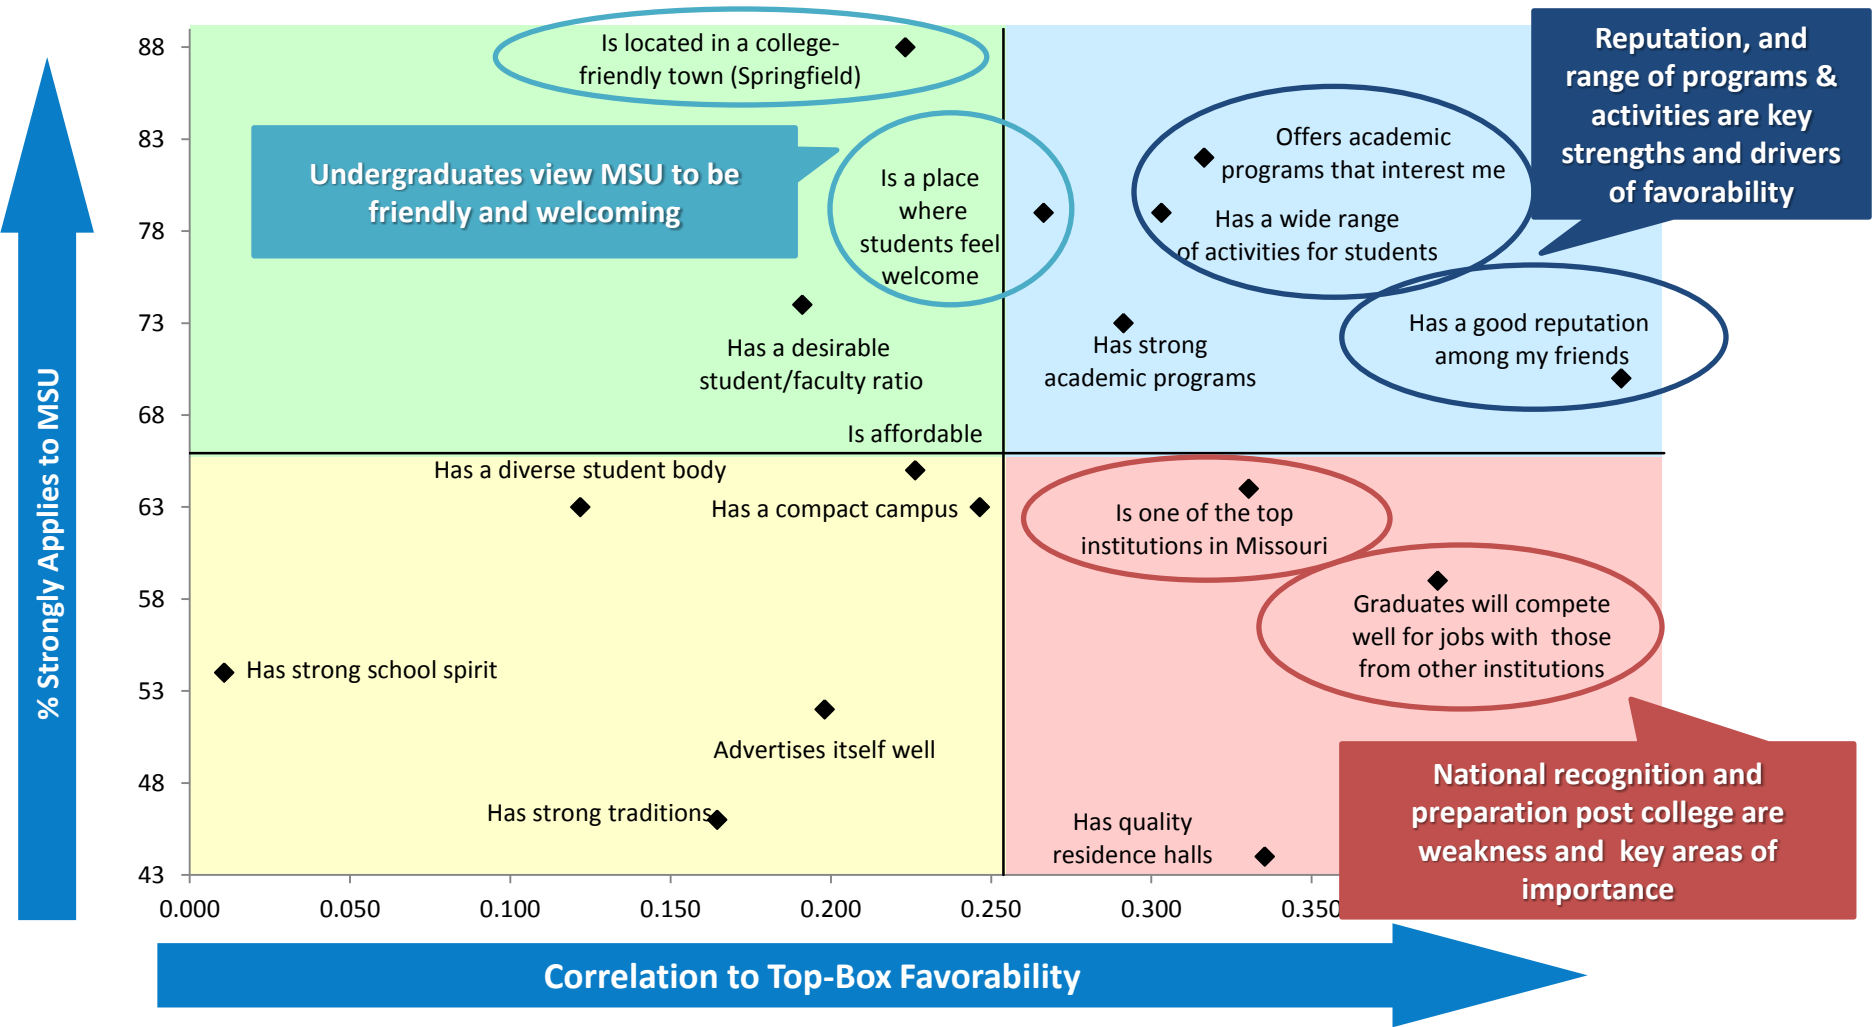 % Strongly Applies to MSU
88
83
78
73
68
63
58
53
48
43
Is located in a college-
friendly town (Springfield)
Undergraduates view MSU to be
friendly and welcoming
Is a place
where
students feel
welcome
Offers academic
programs that interest me
Has a wide range
of activities for students
Reputation, and
range of programs &
activities are key
strengths and drivers
of favorability
Has a desirable
student/faculty ratio
Has strong
academic programs
Has a good reputation
among my friends
Is affordable
Has a diverse student body
Has a compact campus
Is one of the top
institutions in Missouri
Graduates will compete
well for jobs with  those
from other institutions
Has strong school spirit
Advertises itself well
Has strong traditions
Has quality
residence halls
National recognition and
preparation post college are
weakness and  key areas of
importance
0.000
0.050
0.100
0.150
0.200
0.250
0.300
0.350
Correlation to Top-Box Favorability